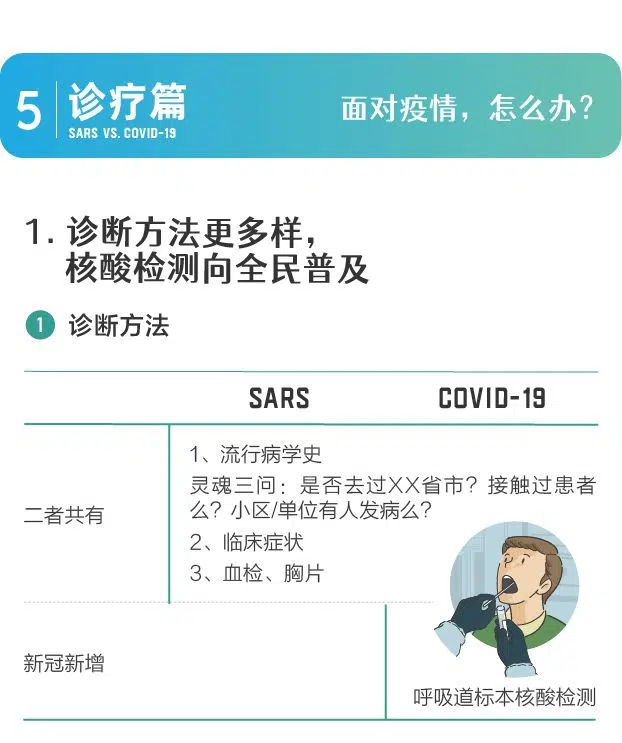 5 诊疗篇
SARS VS. COVID-19
面对疫情，怎么办？
1. 诊断方法更多样，
核酸检测向全民普及
1 诊断方法
SARS COVID-19
二者共有
1、流行病学史
灵魂三问：是否去过XX省市？接触过患者
么？小区/单位有人发病么？
2、临床症状
3、血检、胸片
新冠新增
呼吸道标本核酸检测